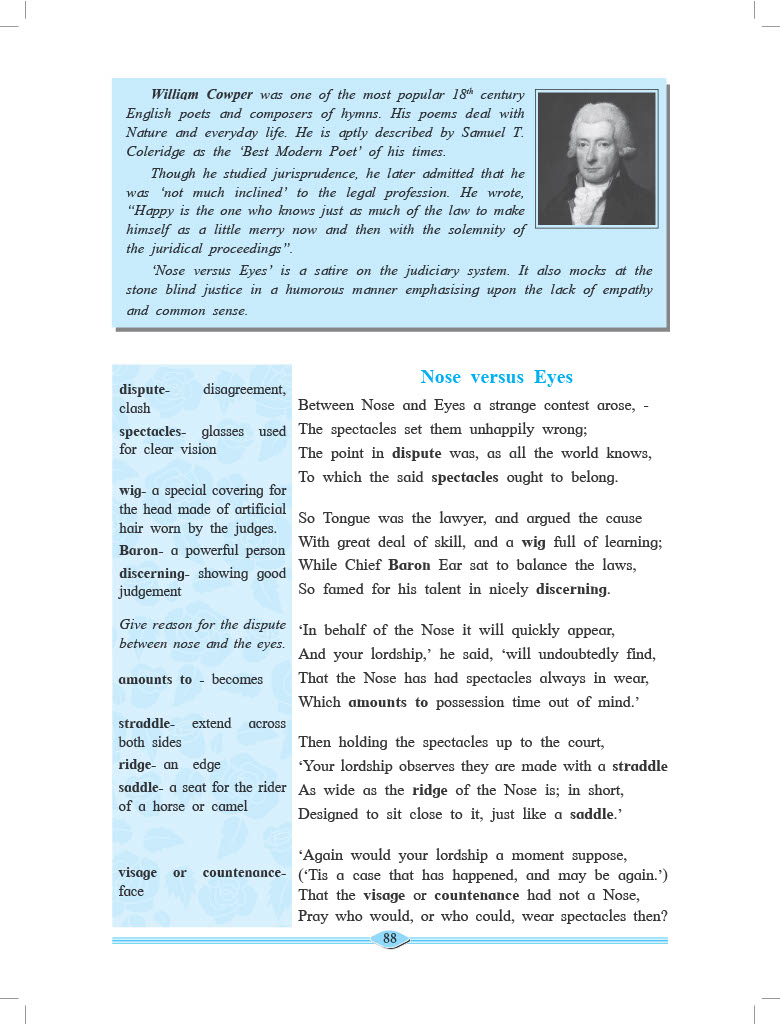 William Cowper was one of the most popular 18th century
English poets and composers of hymns. His poems deal with
Nature and everyday life. He is aptly described by Samuel T.
Coleridge as the ‘Best Modern Poet’ of his times.
Though he studied jurisprudence, he later admitted that he
was ‘not much inclined’ to the legal profession. He wrote,
“Happy is the one who knows just as much of the law to make
himself as a little merry now and then with the solemnity of
the juridical proceedings”.
‘Nose versus Eyes’ is a satire on the judiciary system. It also mocks at the
stone blind justice in a humorous manner emphasising upon the lack of empathy
and common sense.
dispute- disagreement,
clash
spectacles- glasses used
for clear vision
wig- a special covering for
the head made of artificial
hair worn by the judges.
Baron- a powerful person
discerning- showing good
judgement
Give reason for the dispute
between nose and the eyes.
amounts to - becomes
straddle- extend across
both sides
ridge- an edge
saddle- a seat for the rider
of a horse or camel
visage or countenance-
face
Nose versus Eyes
Between Nose and Eyes a strange contest arose, -
The spectacles set them unhappily wrong;
The point in dispute was, as all the world knows,
To which the said spectacles ought to belong.
So Tongue was the lawyer, and argued the cause
With great deal of skill, and a wig full of learning;
While Chief Baron Ear sat to balance the laws,
So famed for his talent in nicely discerning.
‘In behalf of the Nose it will quickly appear,
And your lordship,’ he said, ‘will undoubtedly find,
That the Nose has had spectacles always in wear,
Which amounts to possession time out of mind.’
Then holding the spectacles up to the court,
‘Your lordship observes they are made with a straddle
As wide as the ridge of the Nose is; in short,
Designed to sit close to it, just like a saddle.’
‘Again would your lordship a moment suppose,
(‘Tis a case that has happened, and may be again.’)
That the visage or countenance had not a Nose,
Pray who would, or who could, wear spectacles then?
88